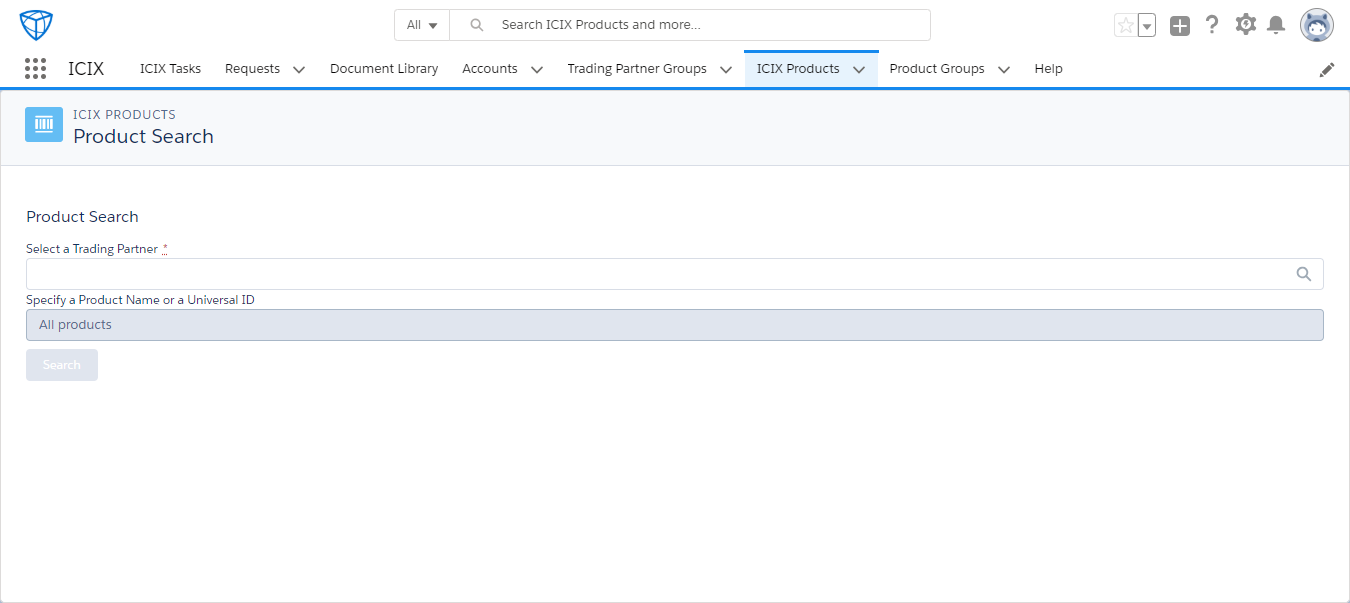 All
Search ICIX Products and more...
ICIX
ICIX Tasks
Requests
Document Library
Accounts
Trading Partner Groups
ICIX Products
Product Groups
Help
ICIX PRODUCTS
Product Search
Product Search
Select a Trading Partner *
Specify a Product Name or a Universal ID
All products
Search